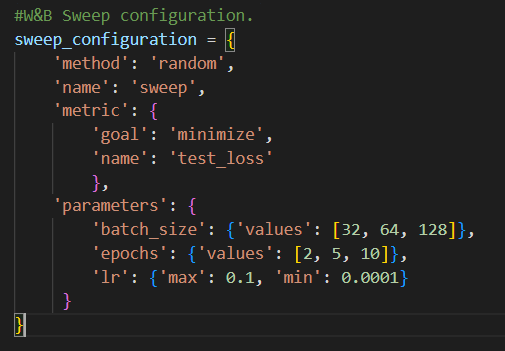 #W&B Sweep configuration.
sweep_configuration = {
    'method': 'random',
    'name': 'sweep',
    'metric': {
        'goal': 'minimize',
        'name': 'test_loss'
        },
    'parameters': {
        'batch_size': {'values': [32, 64, 128]},
        'epochs': {'values': [2, 5, 10]},
        'lr': {'max': 0.1, 'min': 0.0001}
     }
}